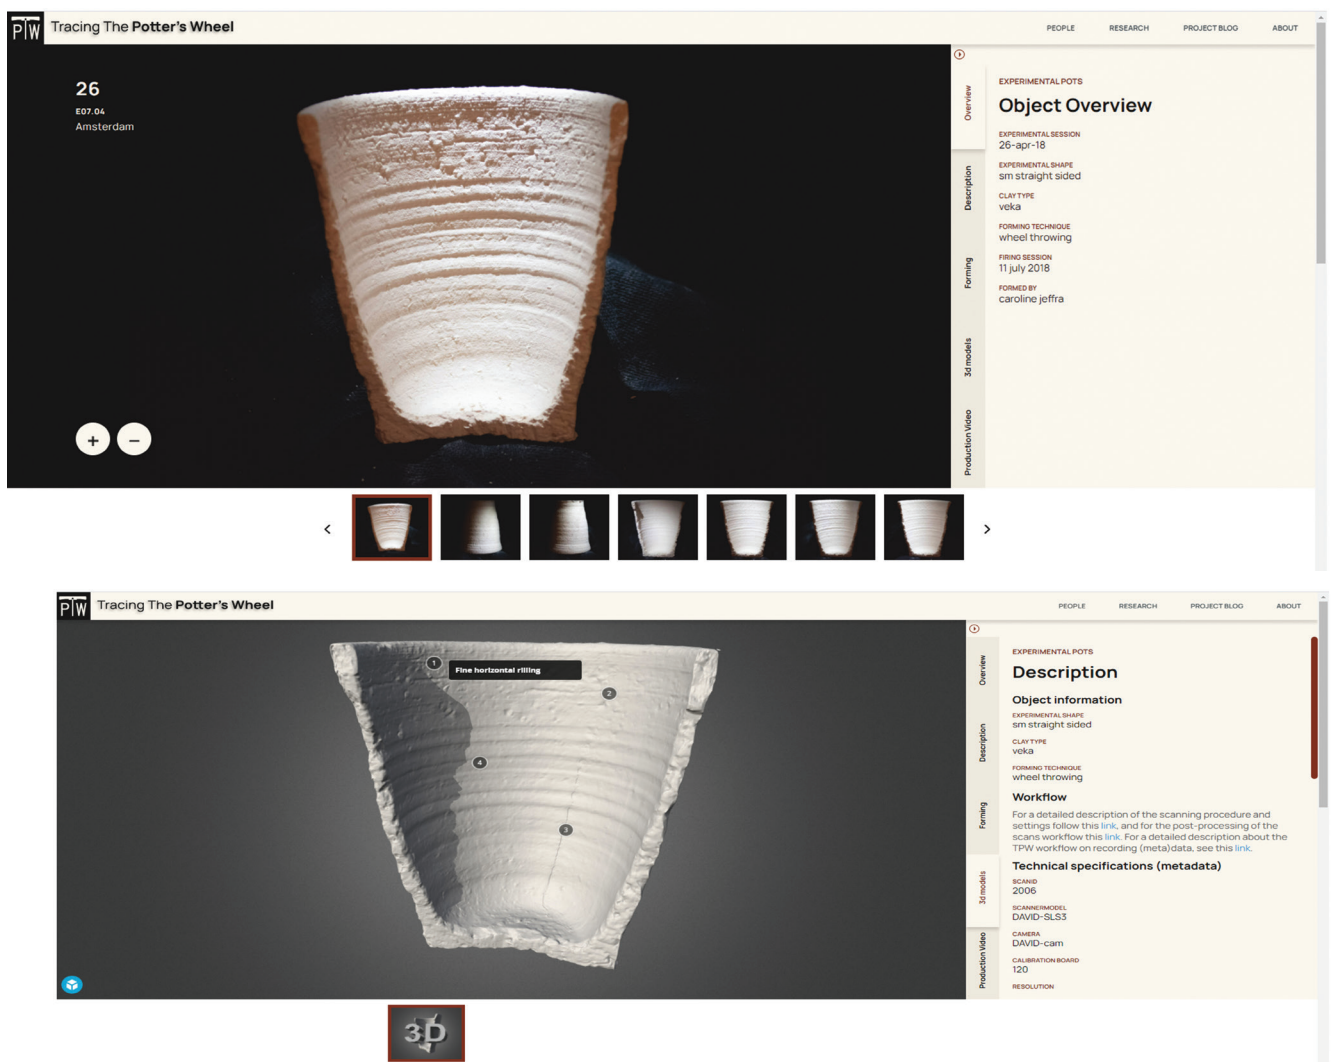 PTW Tracing The Potter's Wheel
PEOPLE RESEARCH PROJECT BLOG ABOUT
26
E07.04
Amsterdam
+ −
Overview
Description
Forming
3d models
Production Video
EXPERIMENTAL POTS
Object Overview
EXPERIMENTAL SESSION
26-apr-18
EXPERIMENTAL SHAPE
sm straight sided
CLAY TYPE
veka
FORMING TECHNIQUE
wheel throwing
FIRING SESSION
11 july 2018
FORMED BY
caroline jeffra
PTW Tracing The Potter's Wheel
PEOPLE RESEARCH PROJECT BLOG ABOUT
1 Fine horizontal rilling
2
4
3
3D
Overview
Description
Forming
3d models
Production Video
EXPERIMENTAL POTS
Description
Object information
EXPERIMENTAL SHAPE
sm straight sided
CLAY TYPE
veka
FORMING TECHNIQUE
wheel throwing
Workflow
For a detailed description of the scanning procedure and
settings follow this link, and for the post-processing of the
scans workflow this link. For a detailed description about the
TPW workflow on recording (meta)data, see this link.
Technical specifications (metadata)
SCANID
2006
SCANNERMODEL
DAVID-SLS3
CAMERA
DAVID-cam
CALIBRATION BOARD
120
RESOLUTION